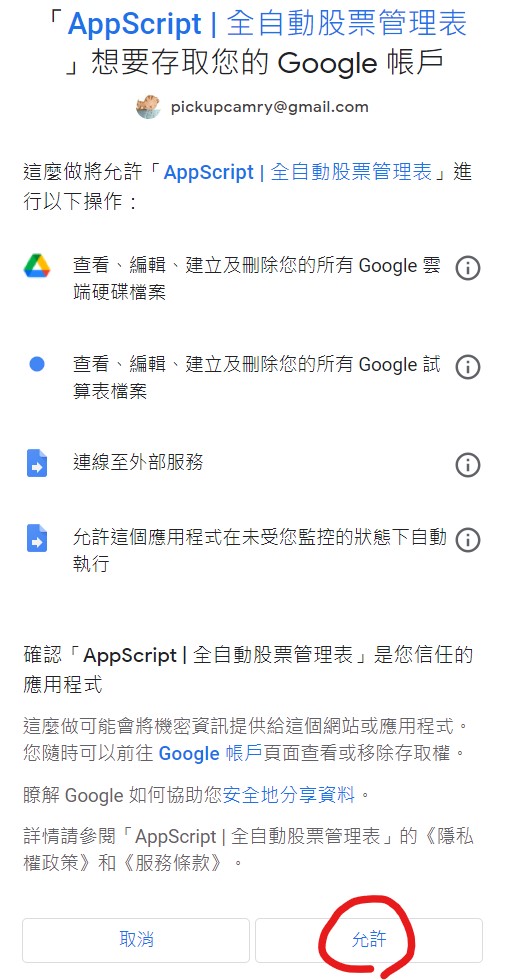 「AppScript | 全自動股票管理表
」想要存取您的 Google 帳戶
pickupcamry@gmail.com
這麼做將允許「AppScript | 全自動股票管理表」進
行以下操作：
查看、編輯、建立及刪除您的所有 Google 雲
端硬碟檔案
查看、編輯、建立及刪除您的所有 Google 試
算表檔案
連線至外部服務
允許這個應用程式在未受您監控的狀態下自動
執行
確認「AppScript | 全自動股票管理表」是您信任的
應用程式
這麼做可能會將機密資訊提供給這個網站或應用程式。
您隨時可以前往 Google 帳戶頁面查看或移除存取權。
瞭解 Google 如何協助您安全地分享資料。
詳情請參閱「AppScript | 全自動股票管理表」的《隱私
權政策》和《服務條款》。
取消
允許